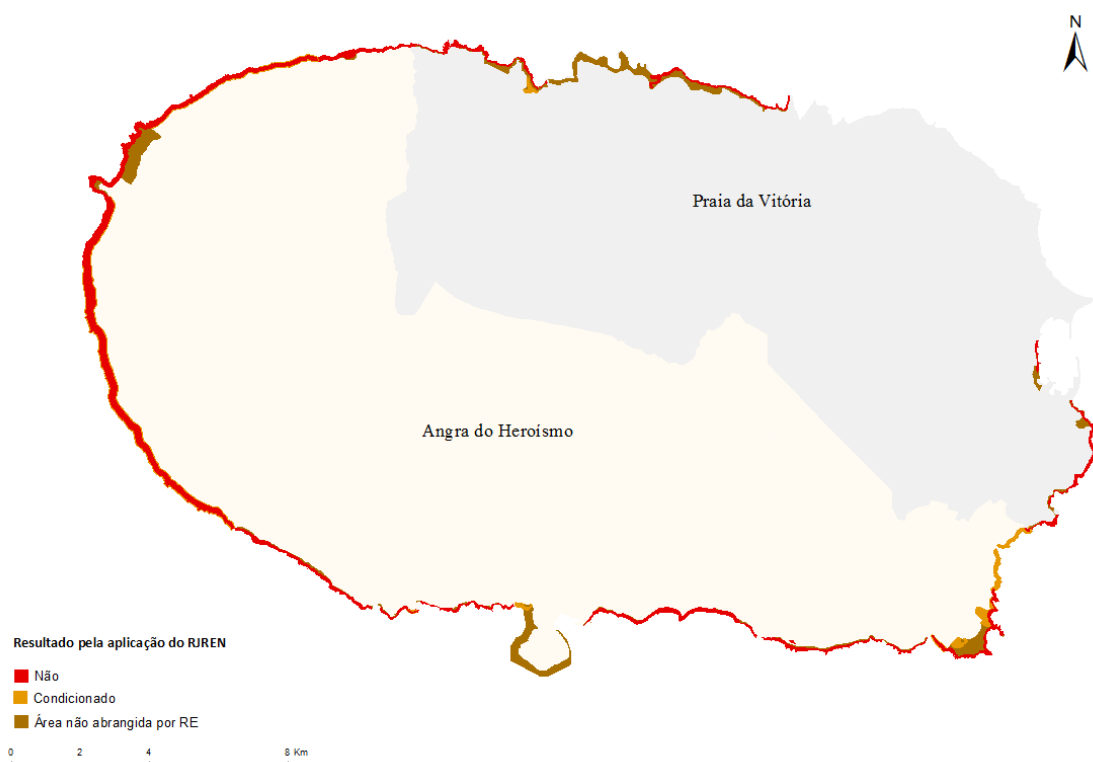 N
Praia da Vitória
Angra do Heroísmo
Resultado pela aplicação do RJREN
Não
Condicionado
Área não abrangida por RE
0 2 4 8 Km